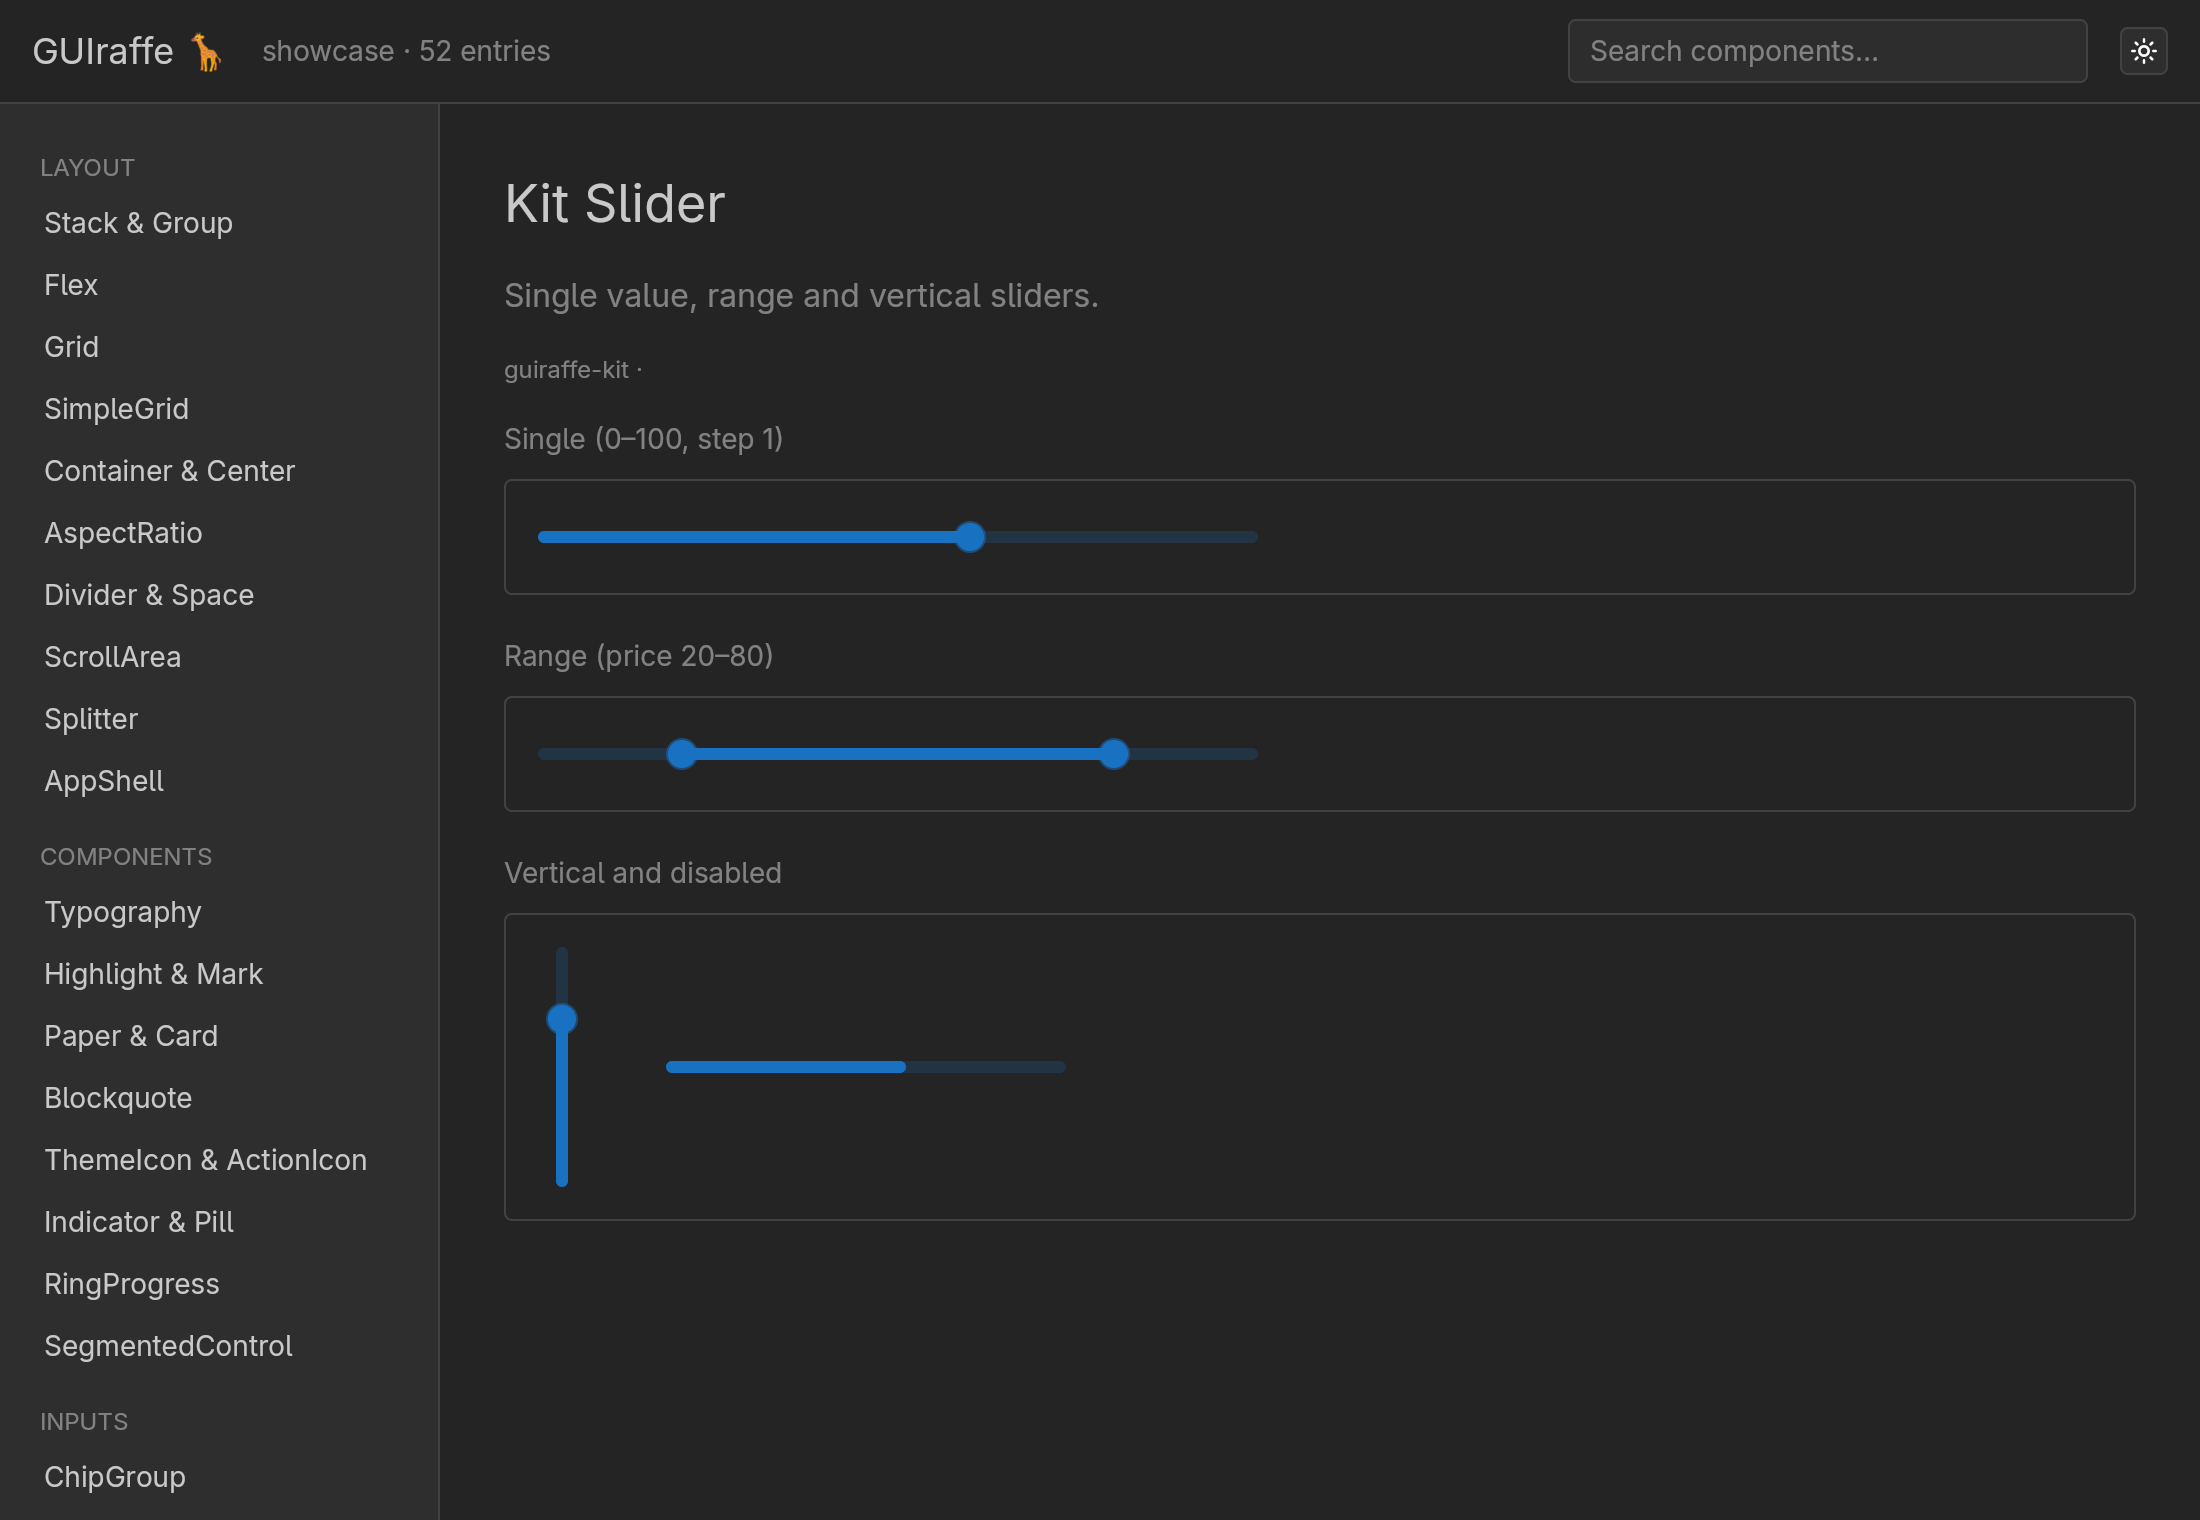 GUIraffe 🦒 showcase · 52 entries Search components...
LAYOUT
Stack & Group
Flex
Grid
SimpleGrid
Container & Center
AspectRatio
Divider & Space
ScrollArea
Splitter
AppShell
COMPONENTS
Typography
Highlight & Mark
Paper & Card
Blockquote
ThemeIcon & ActionIcon
Indicator & Pill
RingProgress
SegmentedControl
INPUTS
ChipGroup
Kit Slider
Single value, range and vertical sliders.
guiraffe-kit ·
Single (0–100, step 1)
Range (price 20–80)
Vertical and disabled